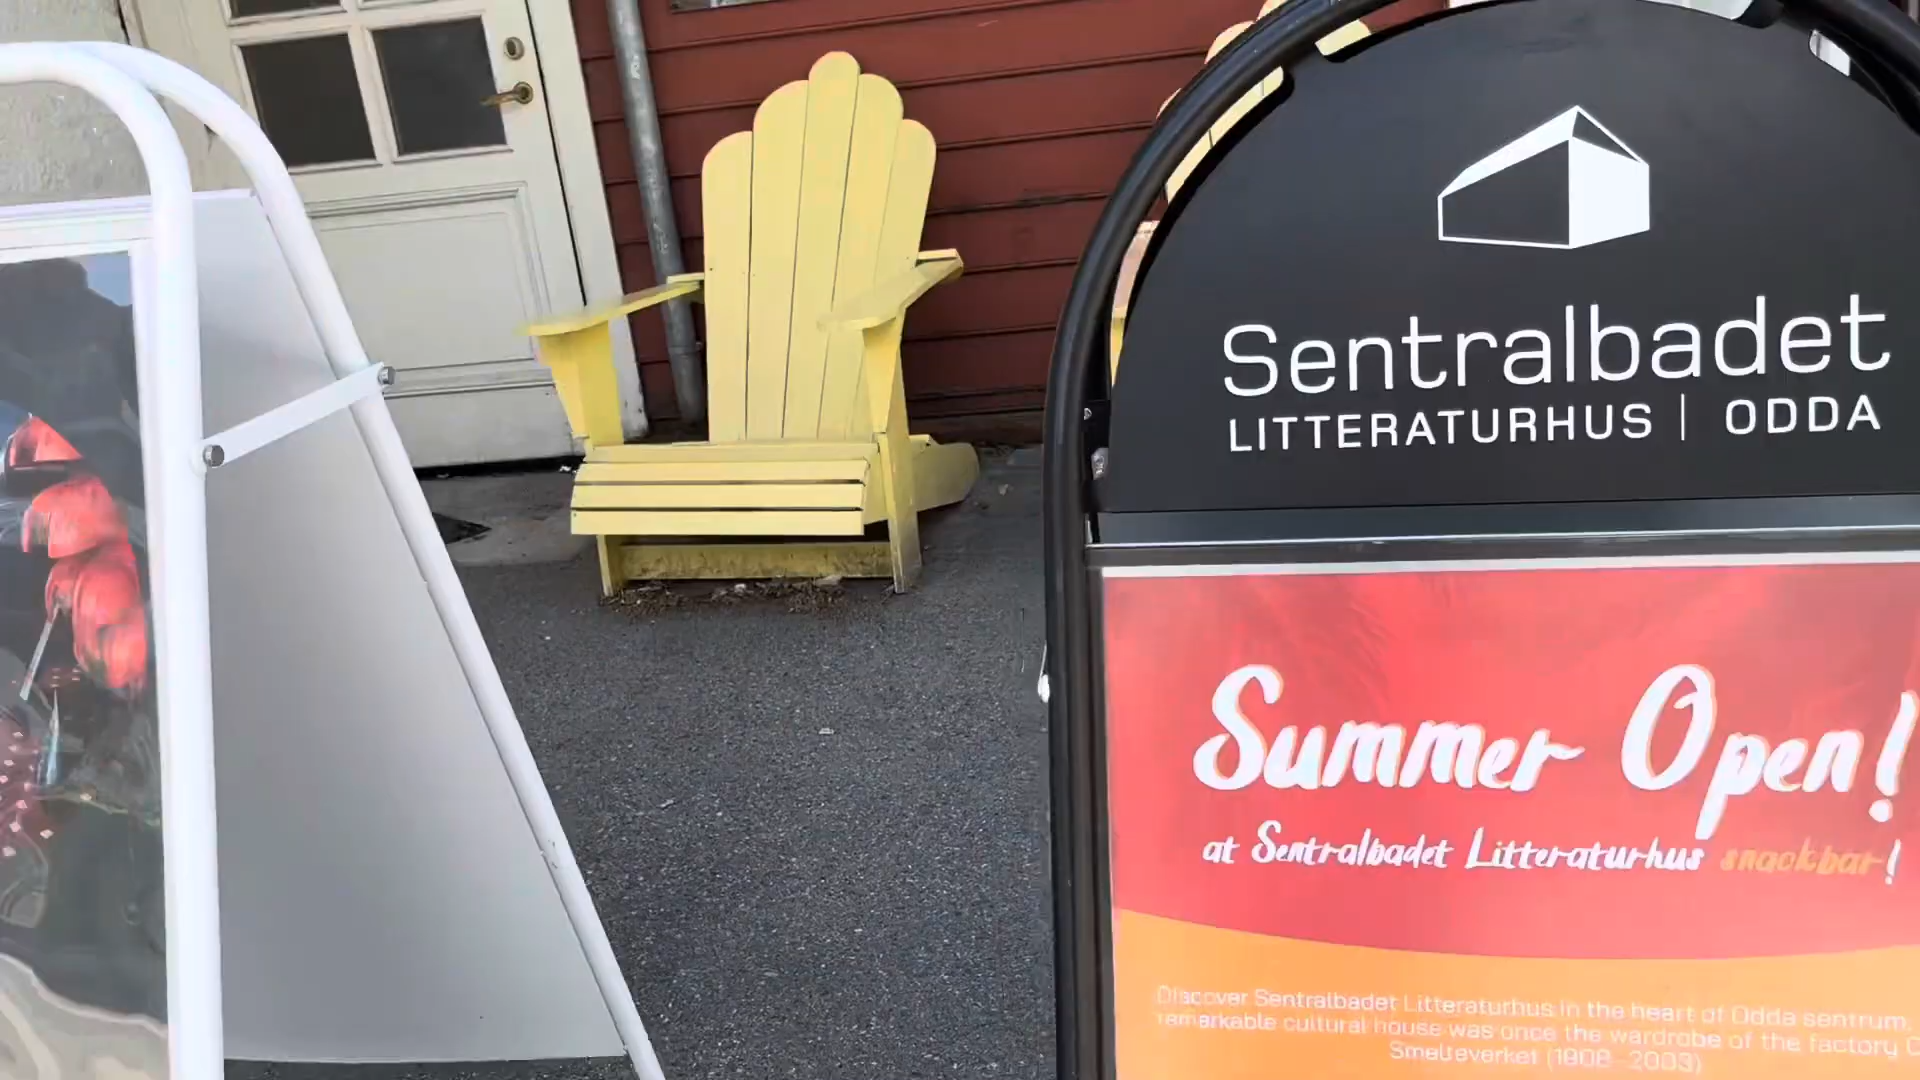 Sentralbadet
LITTERATURHUS | ODDA
Summer Open!
at Sentralbadet Litteraturhus snackbar!
Discover Sentralbadet Litteraturhus in the heart of Odda sentrum,
remarkable cultural house was once the wardrobe of the factory
Smelteverket (1908-2003)